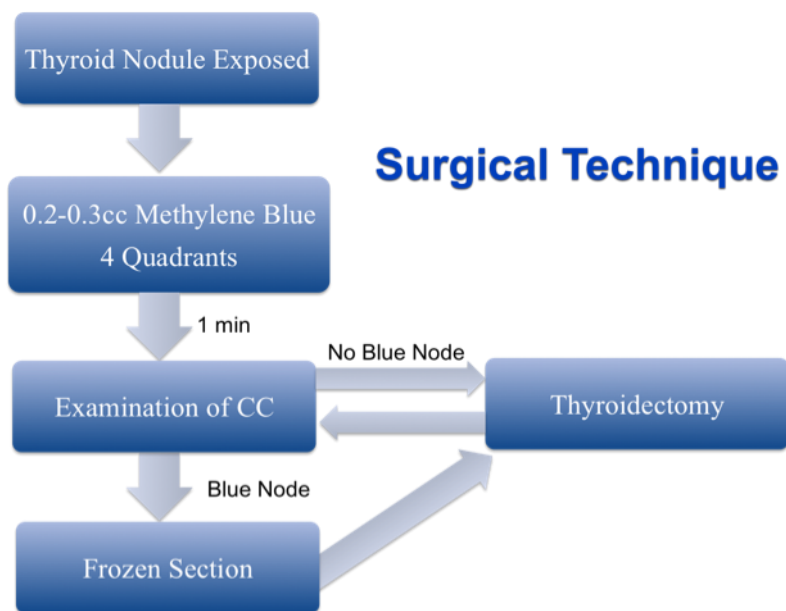 Thyroid Nodule Exposed
Surgical Technique
0.2-0.3cc Methylene Blue
4 Quadrants
1 min
No Blue Node
Examination of CC
Thyroidectomy
Blue Node
Frozen Section